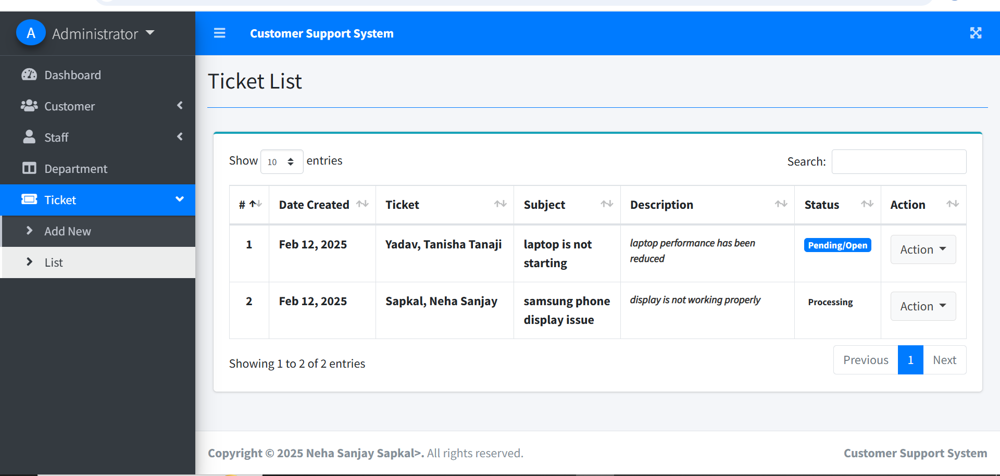 A Administrator
Customer Support System
Dashboard
Customer
Staff
Department
Ticket
Add New
List
Ticket List
Show 10 entries
Search:
# Date Created Ticket Subject Description Status Action
1 Feb 12, 2025 Yadav, Tanisha Tanaji laptop is not laptop performance has been Pending/Open Action
starting reduced
2 Feb 12, 2025 Sapkal, Neha Sanjay samsung phone display is not working properly Processing Action
display issue
Showing 1 to 2 of 2 entries
Previous 1 Next
Copyright © 2025 Neha Sanjay Sapkal>. All rights reserved.
Customer Support System